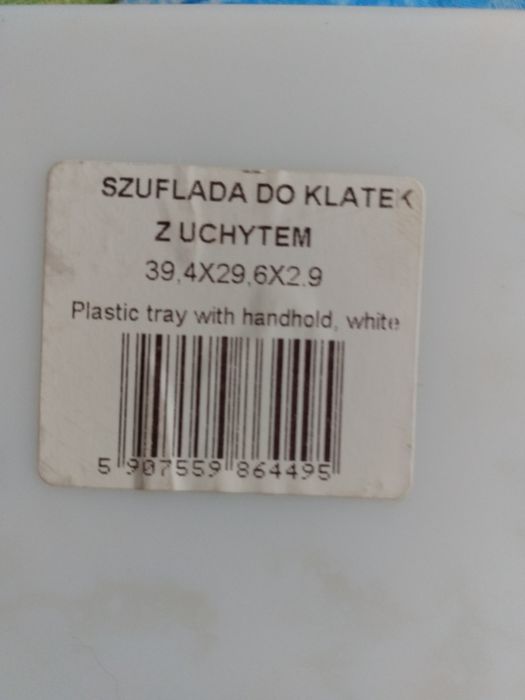 SZUFLADA DO KLATEK
Z UCHYTEM
39,4X29,6X2.9
Plastic tray with handhold, white
5 907559 864495